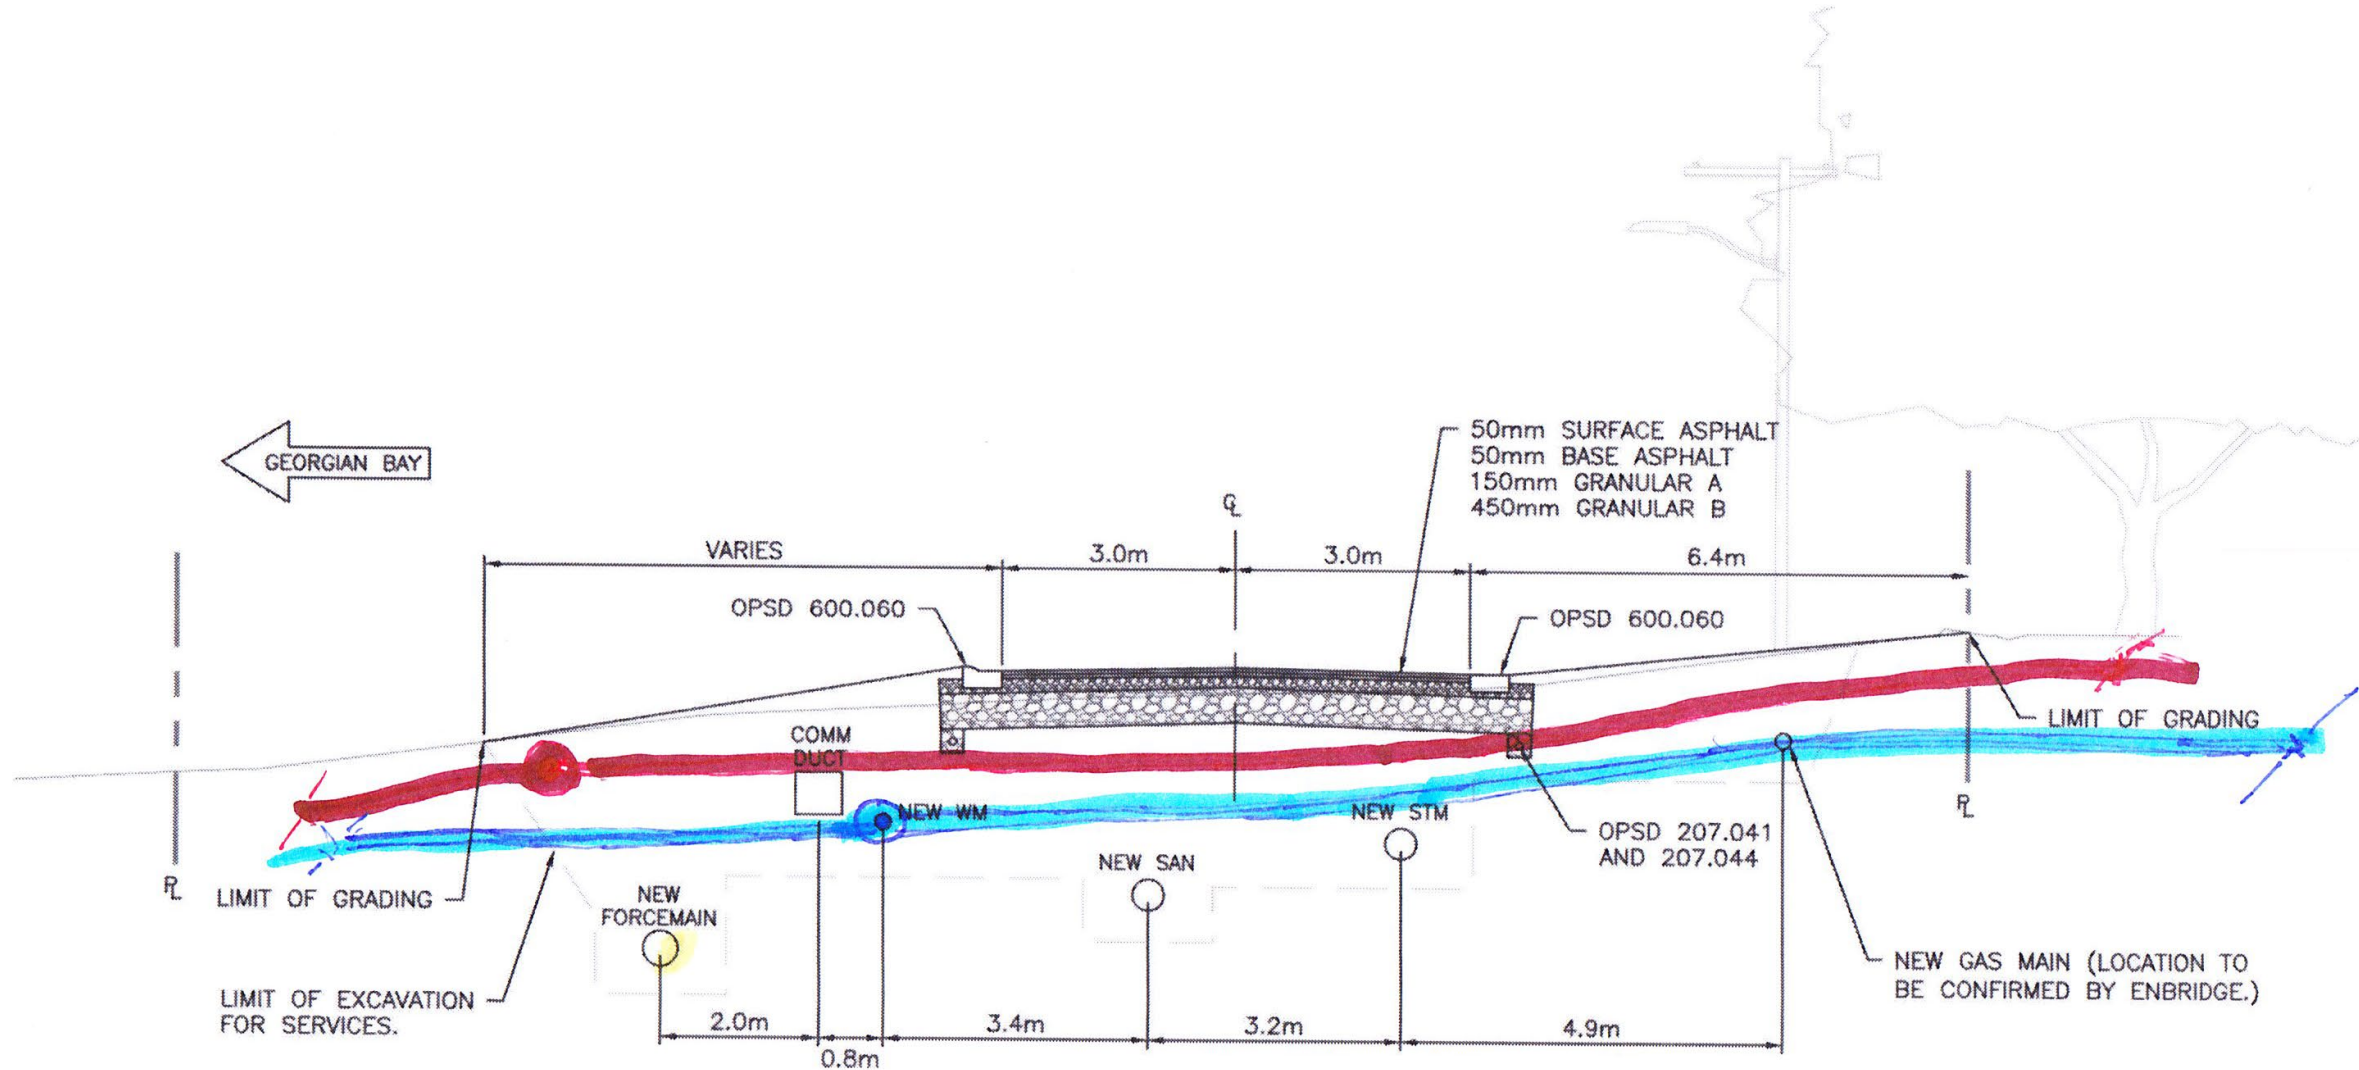 50mm SURFACE ASPHALT
50mm BASE ASPHALT
150mm GRANULAR A
450mm GRANULAR B
GEORGIAN BAY
℄
VARIES
3.0m
3.0m
6.4m
OPSD 600.060
OPSD 600.060
LIMIT OF GRADING
COMM
DUCT
NEW WM
NEW STM
OPSD 207.041
AND 207.044
NEW SAN
PL
PL
LIMIT OF GRADING
NEW
FORCEMAIN
NEW GAS MAIN (LOCATION TO
BE CONFIRMED BY ENBRIDGE.)
LIMIT OF EXCAVATION
FOR SERVICES.
2.0m
0.8m
3.4m
3.2m
4.9m